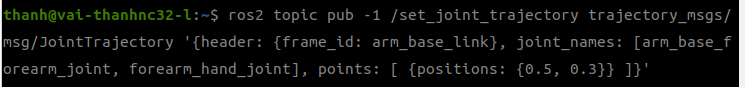 thanh@vai-thanhnc32-l:~$ ros2 topic pub -1 /set_joint_trajectory trajectory_msgs/
msg/JointTrajectory '{header: {frame_id: arm_base_link}, joint_names: [arm_base_f
orearm_joint, forearm_hand_joint], points: [ {positions: {0.5, 0.3}} ]}'